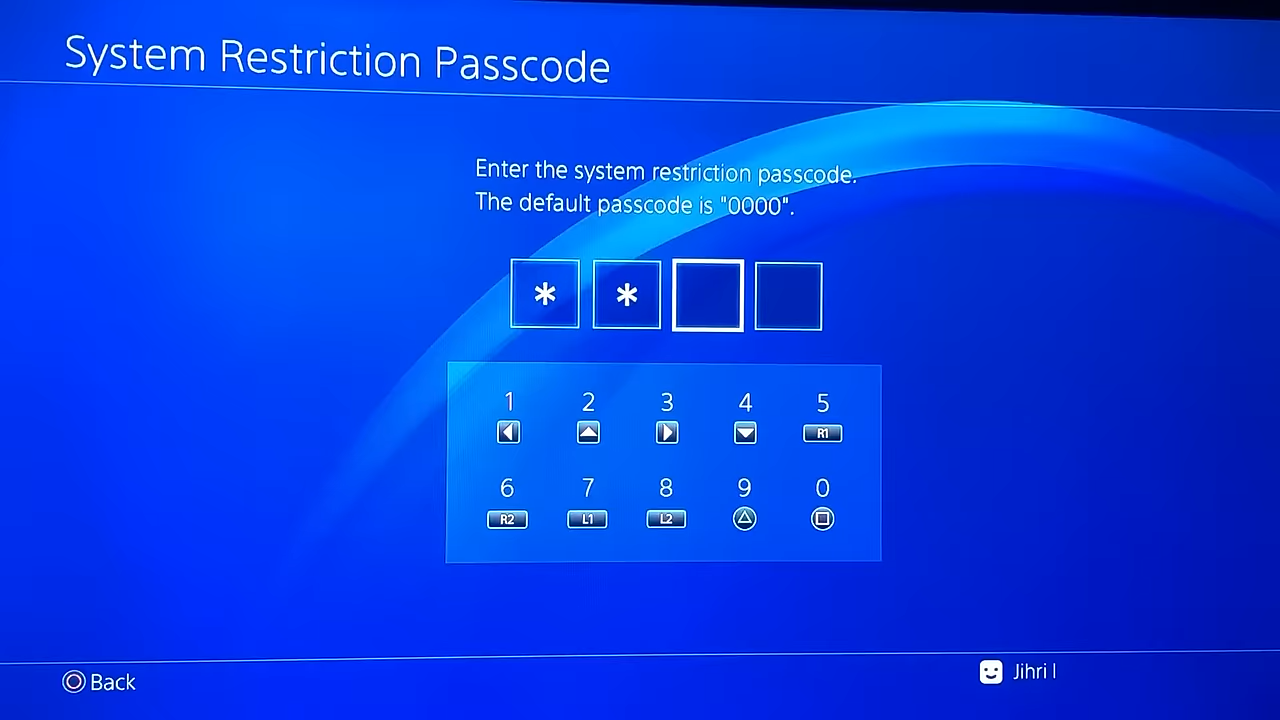 System Restriction Passcode
Enter the system restriction passcode.
The default passcode is "0000".
* *
1 2 3 4 5
R1
6 7 8 9 0
R2 L1 L2
Back
Jihri l